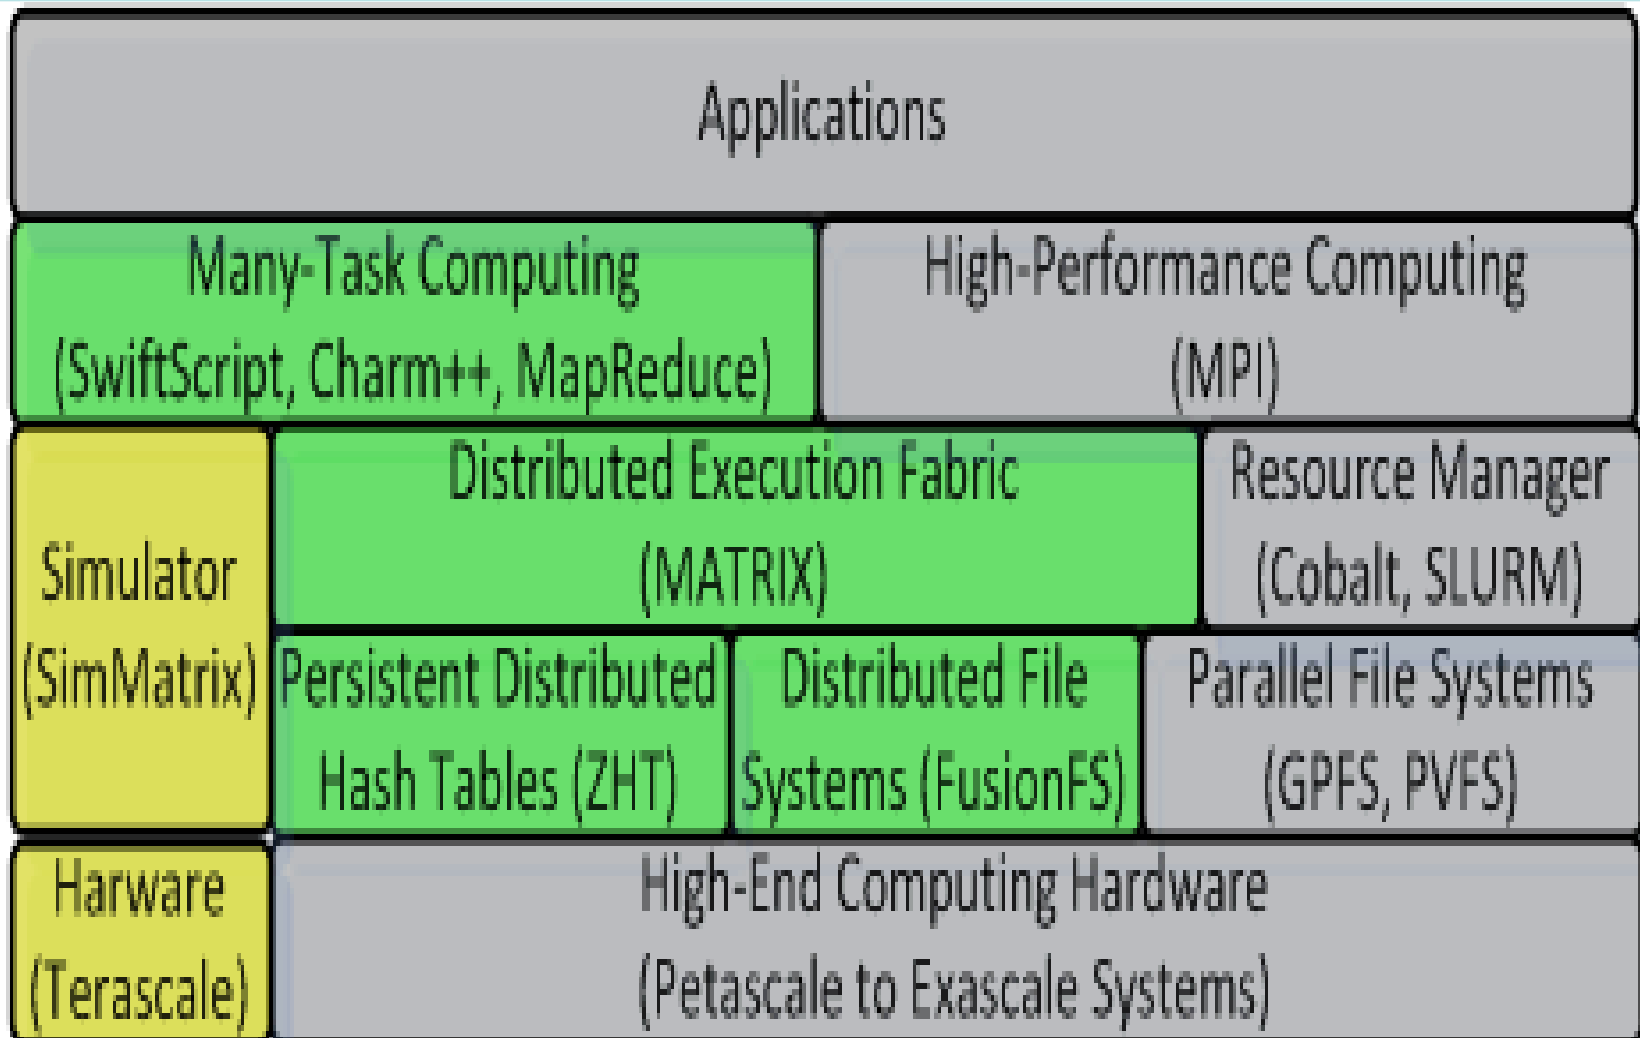 Applications
Many-Task Computing
(SwiftScript, Charm++, MapReduce)
High-Performance Computing
(MPI)
Simulator
(SimMatrix)
Distributed Execution Fabric
(MATRIX)
Resource Manager
(Cobalt, SLURM)
Persistent Distributed
Hash Tables (ZHT)
Distributed File
Systems (FusionFS)
Parallel File Systems
(GPFS, PVFS)
Harware
(Terascale)
High-End Computing Hardware
(Petascale to Exascale Systems)